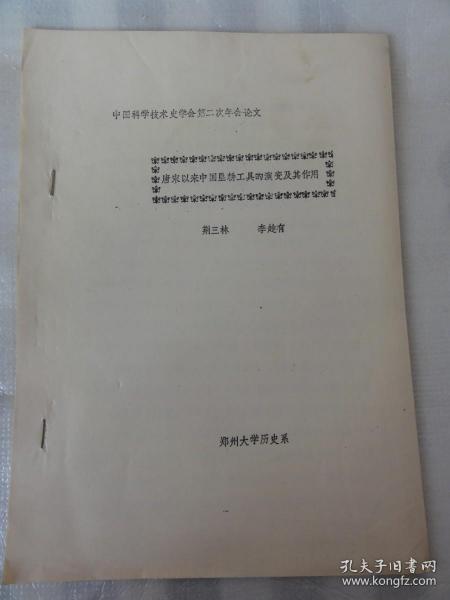 中国科学技术史学会第二次年会论文
唐宋以来中国垦耕工具的演变及其作用
荆三林 李趁有
郑州大学历史系
孔夫子旧书网
www.kongfz.com